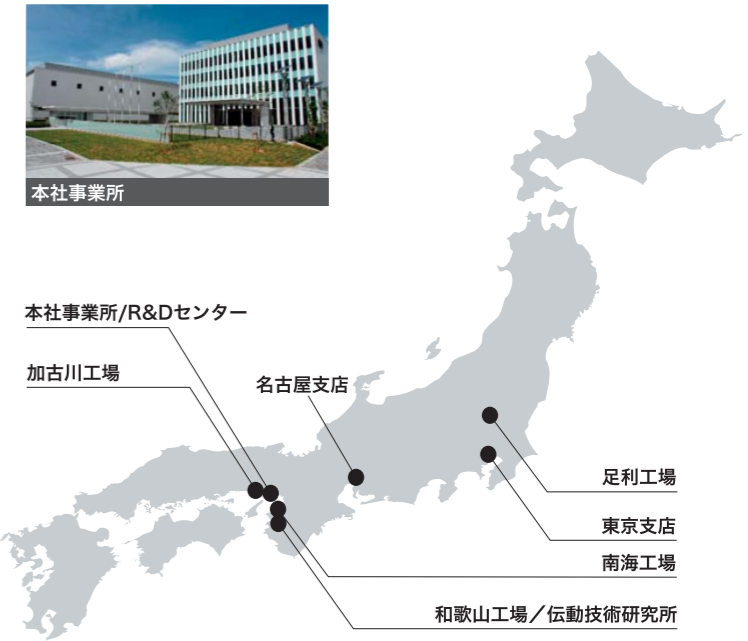 本社事業所
本社事業所/R&Dセンター
加古川工場
名古屋支店
足利工場
東京支店
南海工場
和歌山工場／伝動技術研究所